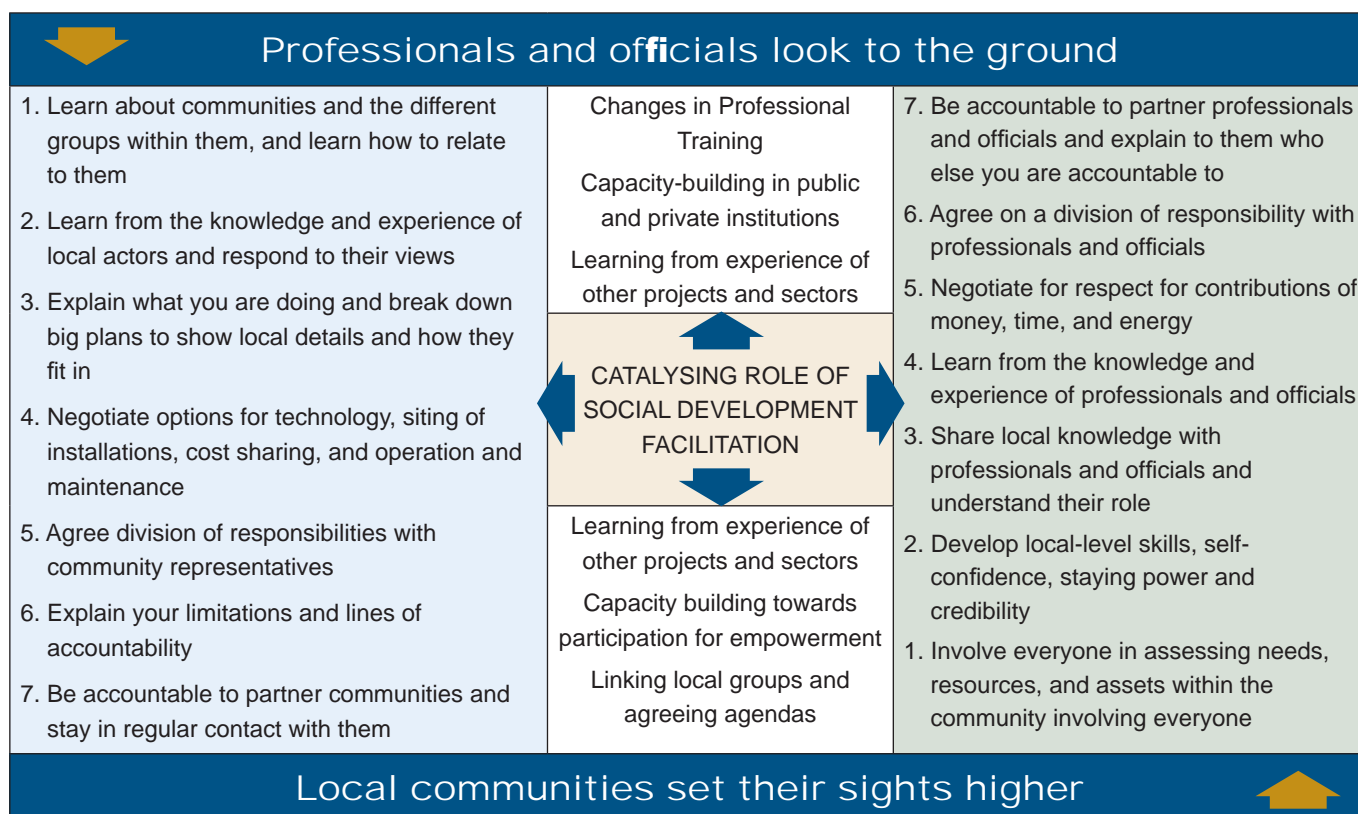 Professionals and officials look to the ground
1. Learn about communities and the different
groups within them, and learn how to relate
to them
2. Learn from the knowledge and experience of
local actors and respond to their views
3. Explain what you are doing and break down
big plans to show local details and how they
fit in
4. Negotiate options for technology, siting of
installations, cost sharing, and operation and
maintenance
5. Agree division of responsibilities with
community representatives
6. Explain your limitations and lines of
accountability
7. Be accountable to partner communities and
stay in regular contact with them
Changes in Professional
Training
Capacity-building in public
and private institutions
Learning from experience of
other projects and sectors
CATALYSING ROLE OF
SOCIAL DEVELOPMENT
FACILITATION
Learning from experience of
other projects and sectors
Capacity building towards
participation for empowerment
Linking local groups and
agreeing agendas
7. Be accountable to partner professionals
and officials and explain to them who
else you are accountable to
6. Agree on a division of responsibility with
professionals and officials
5. Negotiate for respect for contributions of
money, time, and energy
4. Learn from the knowledge and
experience of professionals and officials
3. Share local knowledge with
professionals and officials and
understand their role
2. Develop local-level skills, self-
confidence, staying power and
credibility
1. Involve everyone in assessing needs,
resources, and assets within the
community involving everyone
Local communities set their sights higher